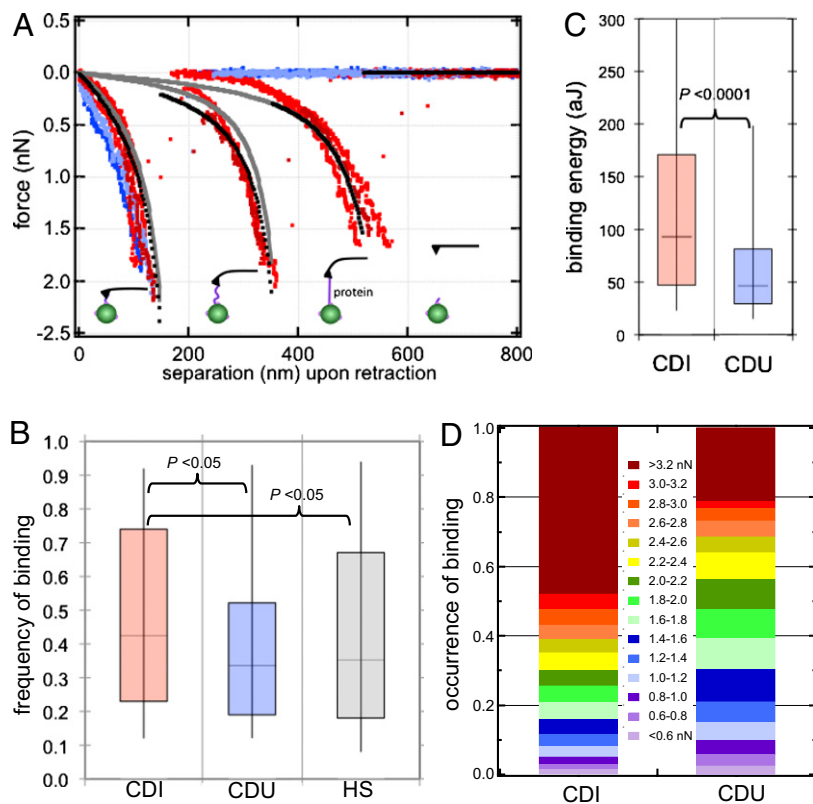 A
0.5
0.0
0.5
1.0
1.5
2.0
-2.5
force (nN)
protein
0 200 400 600 800
separation (nm) upon retraction
C
300
250
200
150
100
50
0
binding energy (aJ)
P <0.0001
CDI CDU
B
1.0
0.9
0.8
0.7
0.6
0.5
0.4
0.3
0.2
0.1
0.0
frequency of binding
P <0.05
P <0.05
CDI CDU HS
D
1.0
0.8
0.6
0.4
0.2
0.0
occurrence of binding
>3.2 nN
3.0-3.2
2.8-3.0
2.6-2.8
2.4-2.6
2.2-2.4
2.0-2.2
1.8-2.0
1.6-1.8
1.4-1.6
1.2-1.4
1.0-1.2
0.8-1.0
0.6-0.8
<0.6 nN
CDI CDU